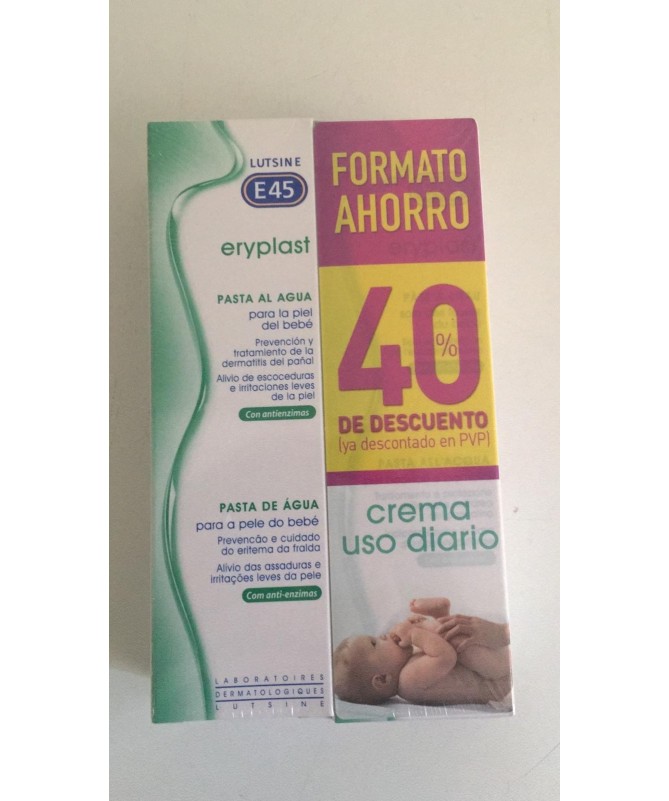 LUTSINE
E45
eryplast
PASTA AL AGUA
para la piel
del bebé
Prevención y
tratamiento de la
dermatitis del pañal
Alivio de escoceduras
e irritaciones leves
de la piel
Con antienzimas
PASTA DE ÁGUA
para a pele do bebé
Prevencão e cuidado
do eritema da fralda
Alivio das assaduras e
irritações leves da pele
Com anti-enzimas
LABORATOIRES
DERMATOLOGIQUES
LUTSINE
FORMATO
AHORRO
40%
DE DESCUENTO
(ya descontado en PVP)
crema
uso diario